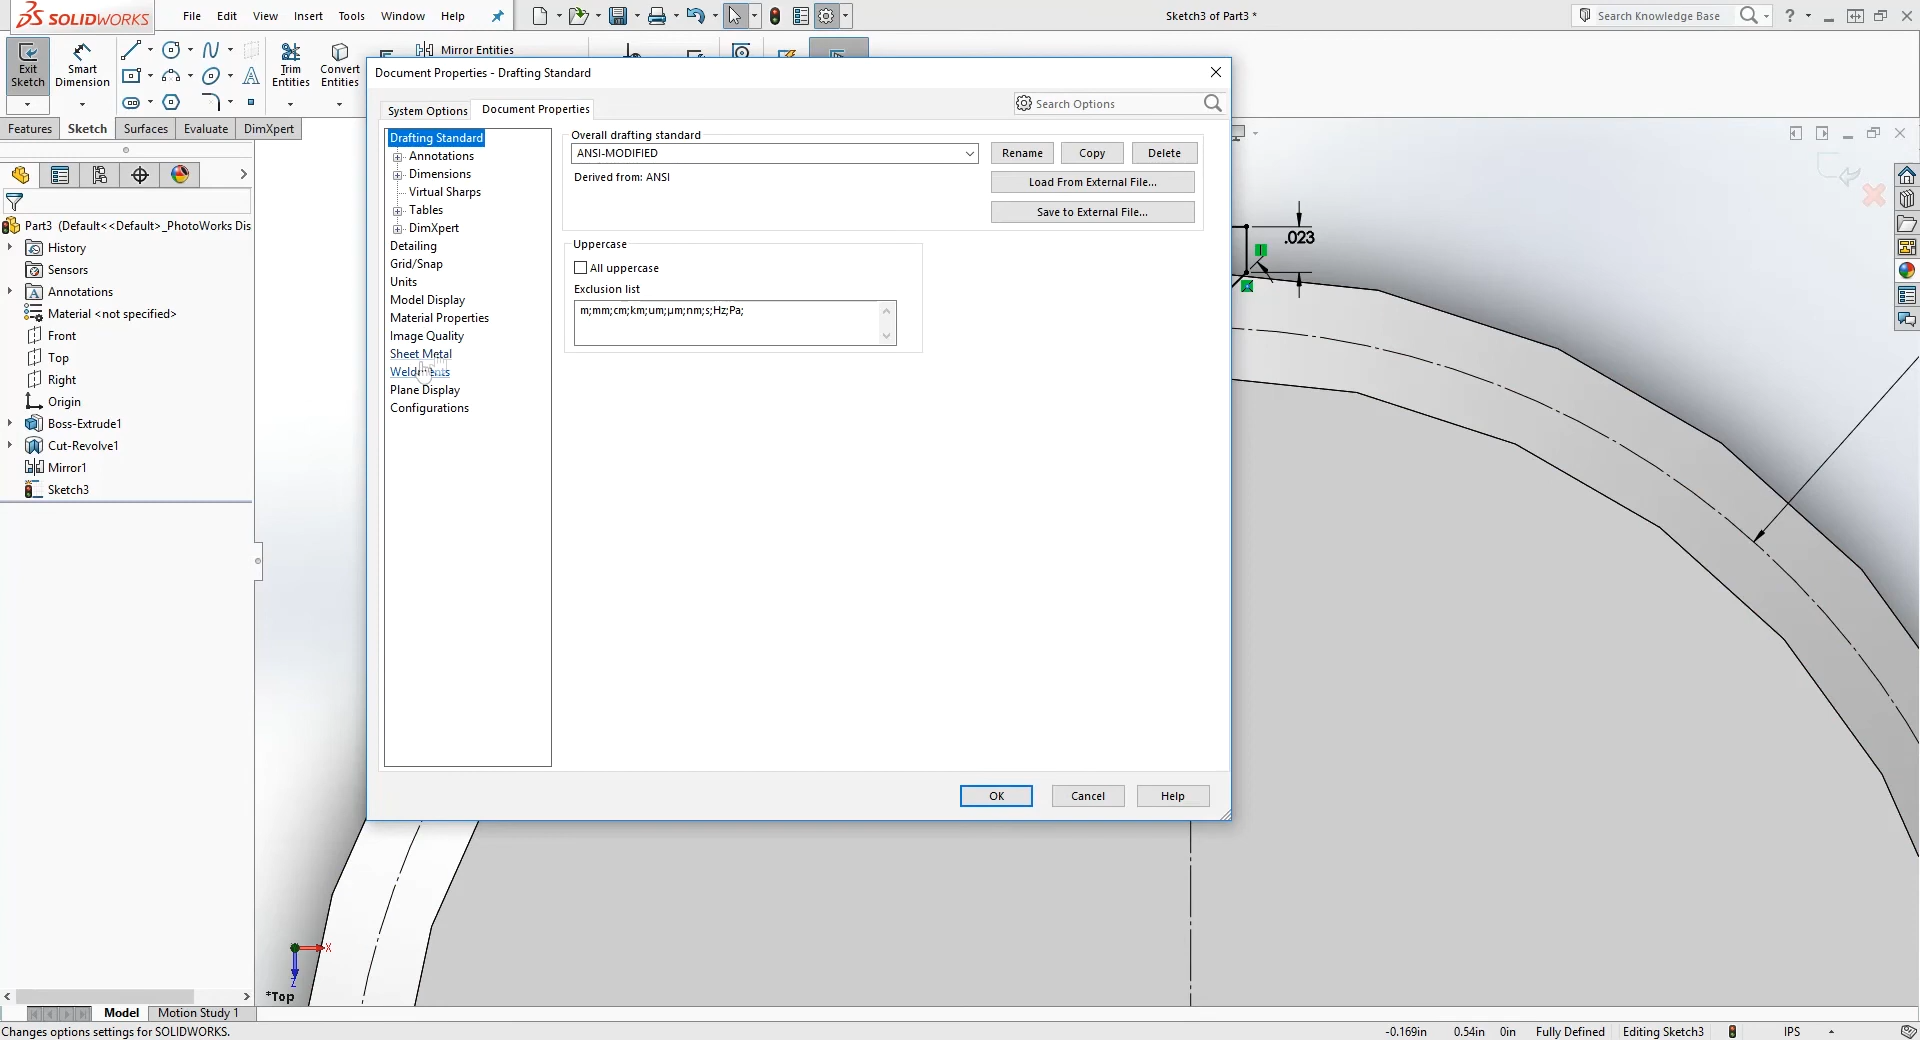 SOLIDWORKS
File Edit View Insert Tools Window Help
Sketch3 of Part3 *
Search Knowledge Base
?
Exit Sketch
Smart Dimension
Trim Entities
Convert Entities
Mirror Entities
Features Sketch Surfaces Evaluate DimXpert
Part3 (Default<<Default>_PhotoWorks Dis
History
Sensors
Annotations
Material <not specified>
Front
Top
Right
Origin
Boss-Extrude1
Cut-Revolve1
Mirror1
Sketch3
Document Properties - Drafting Standard
System Options Document Properties
Search Options
Drafting Standard
Annotations
Dimensions
Virtual Sharps
Tables
DimXpert
Detailing
Grid/Snap
Units
Model Display
Material Properties
Image Quality
Sheet Metal
Weldments
Plane Display
Configurations
Overall drafting standard
ANSI-MODIFIED
Rename Copy Delete
Derived from: ANSI
Load From External File...
Save to External File...
Uppercase
All uppercase
Exclusion list
m;mm;cm;km;um;µm;nm;s;Hz;Pa;
OK Cancel Help
.023
X
Z
*Top
Model Motion Study 1
Changes options settings for SOLIDWORKS.
-0.169in 0.54in 0in Fully Defined Editing Sketch3 IPS